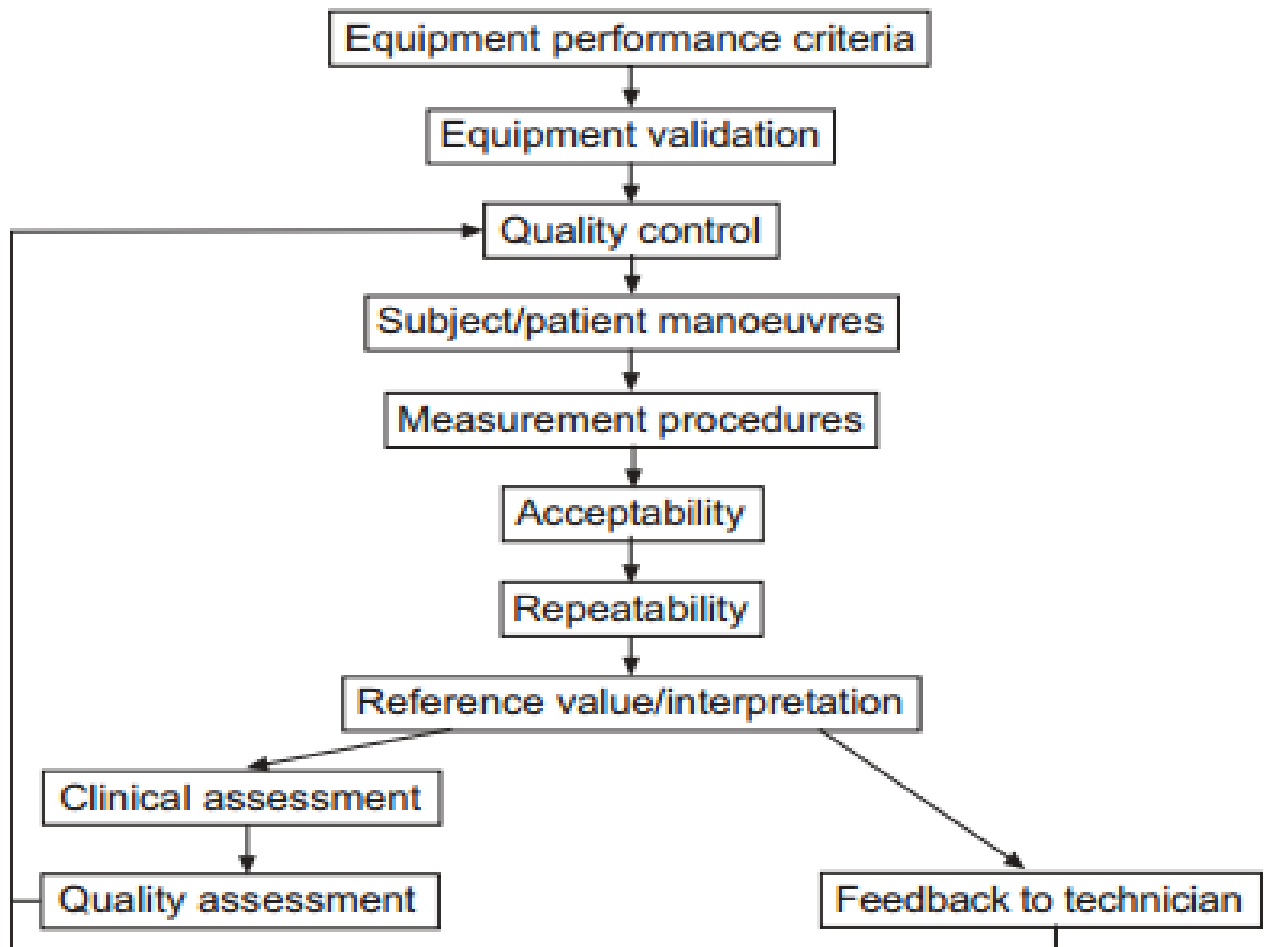 Equipment performance criteria
Equipment validation
Quality control
Subject/patient manoeuvres
Measurement procedures
Acceptability
Repeatability
Reference value/interpretation
Clinical assessment
Quality assessment
Feedback to technician